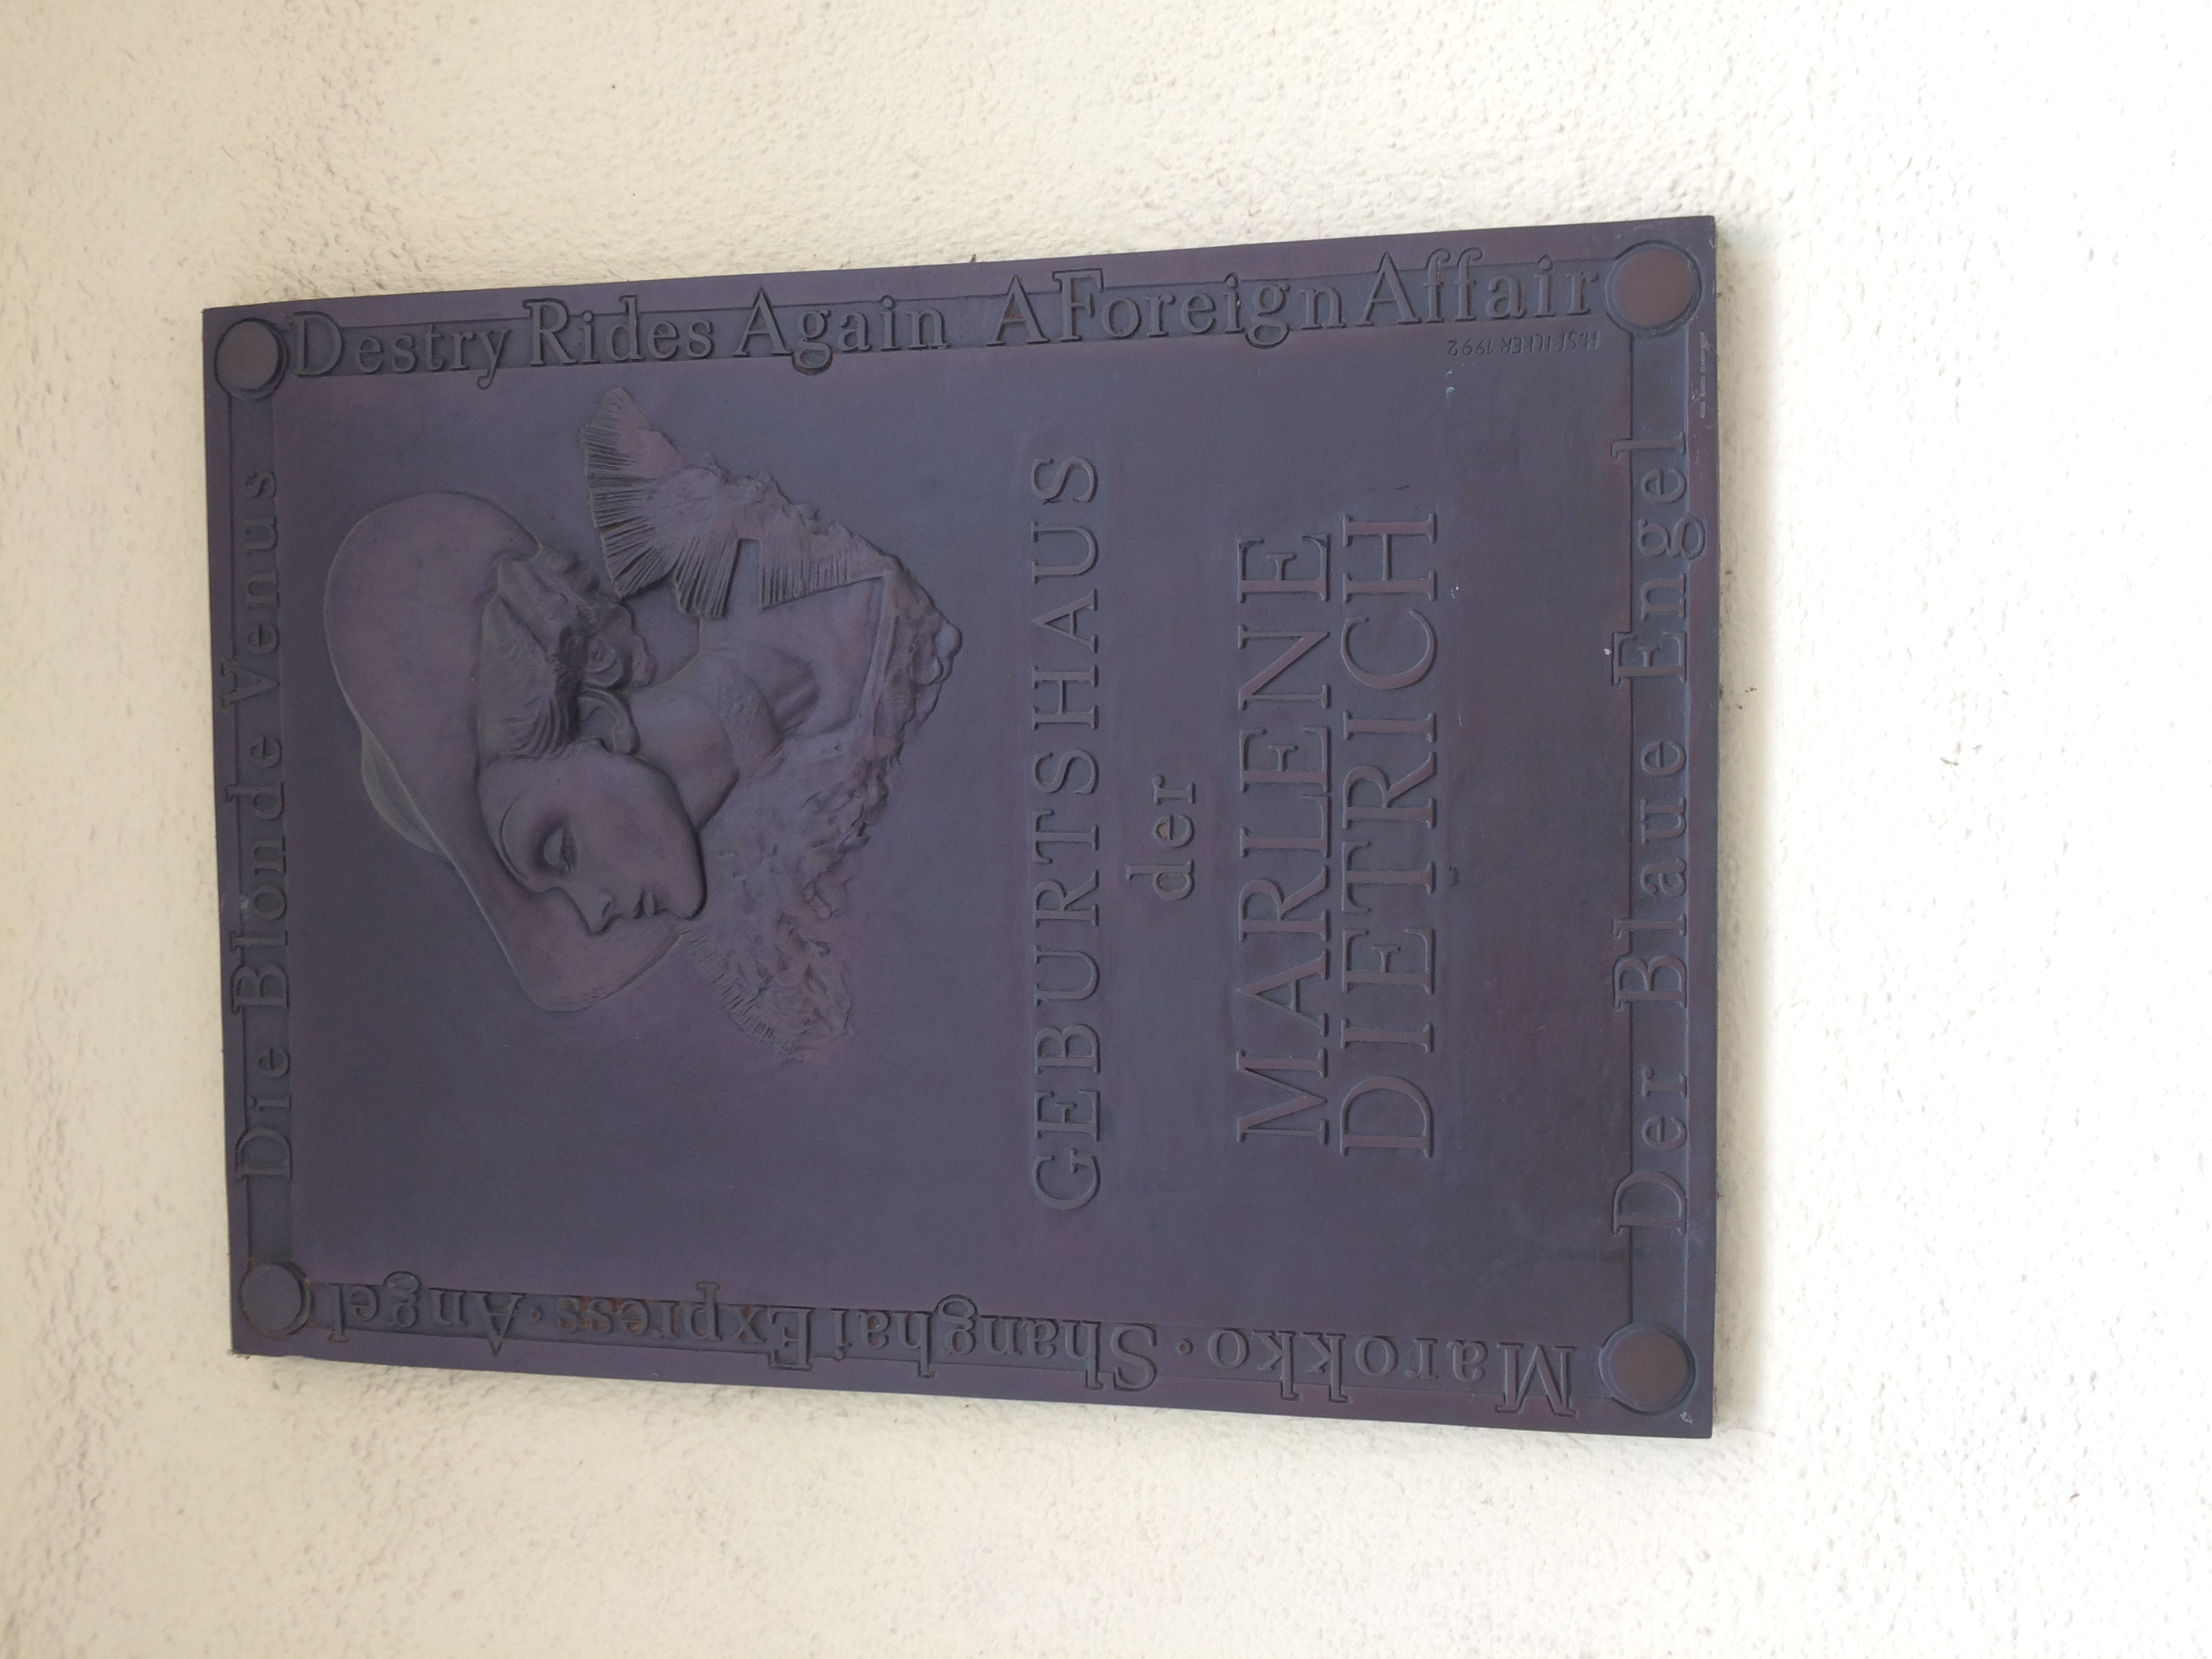 Die Blonde Venus
Destry Rides Again A Foreign Affair
Marokko · Shanghai Express · Angel
GEBURTSHAUS
der
MARLENE
DIETRICH
Der Blaue Engel
1992